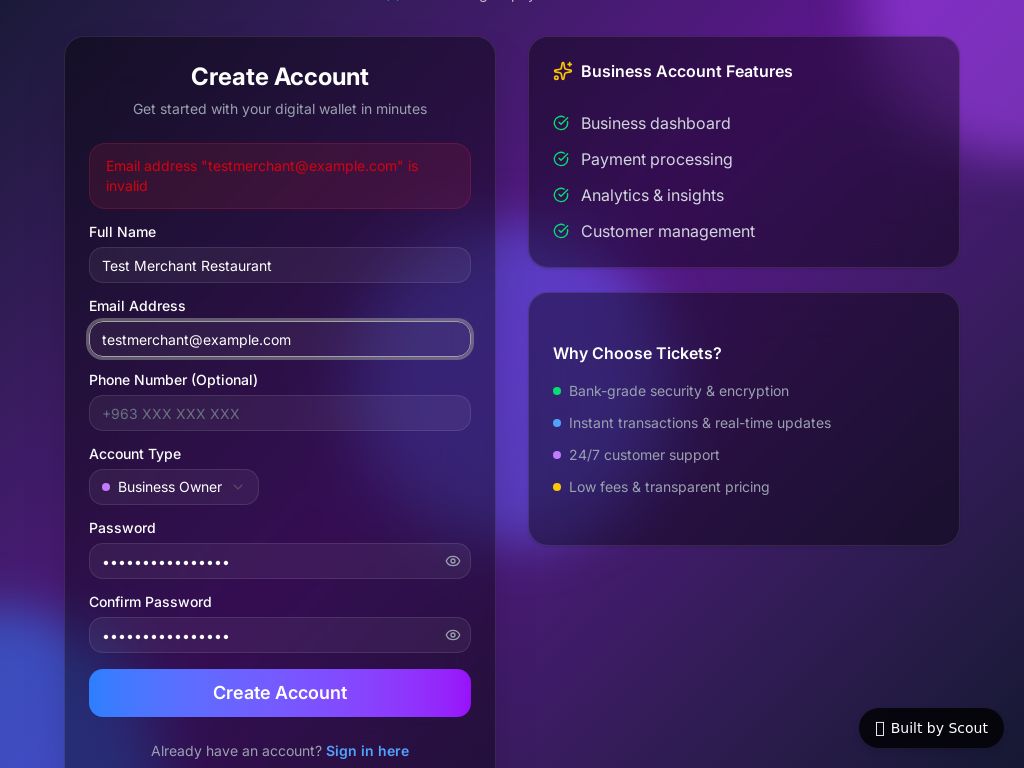 Create Account
Get started with your digital wallet in minutes
Email address "testmerchant@example.com" is
invalid
Full Name
Test Merchant Restaurant
Email Address
testmerchant@example.com
Phone Number (Optional)
+963 XXX XXX XXX
Account Type
Business Owner
Password
••••••••••••••••
Confirm Password
••••••••••••••••
Create Account
Already have an account? Sign in here
Business Account Features
Business dashboard
Payment processing
Analytics & insights
Customer management
Why Choose Tickets?
Bank-grade security & encryption
Instant transactions & real-time updates
24/7 customer support
Low fees & transparent pricing
Built by Scout